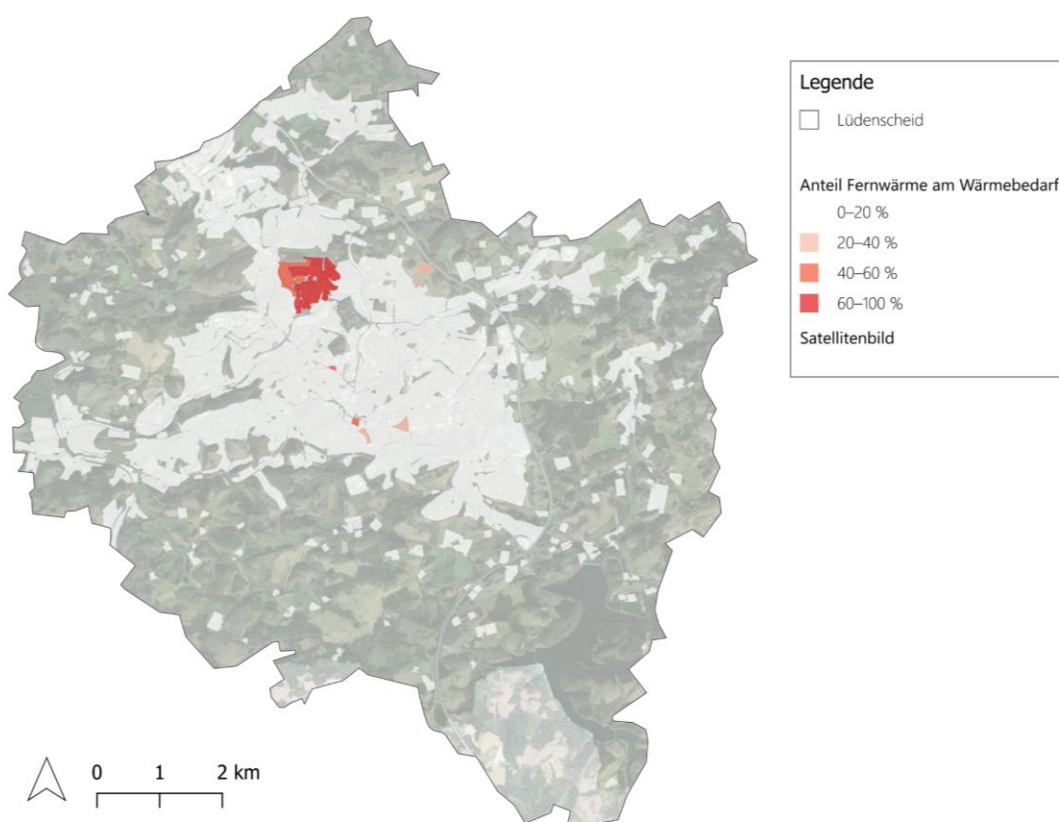 Legende
Lüdenscheid
Anteil Fernwärme am Wärmebedarf
0–20 %
20–40 %
40–60 %
60–100 %
Satellitenbild
0 1 2 km